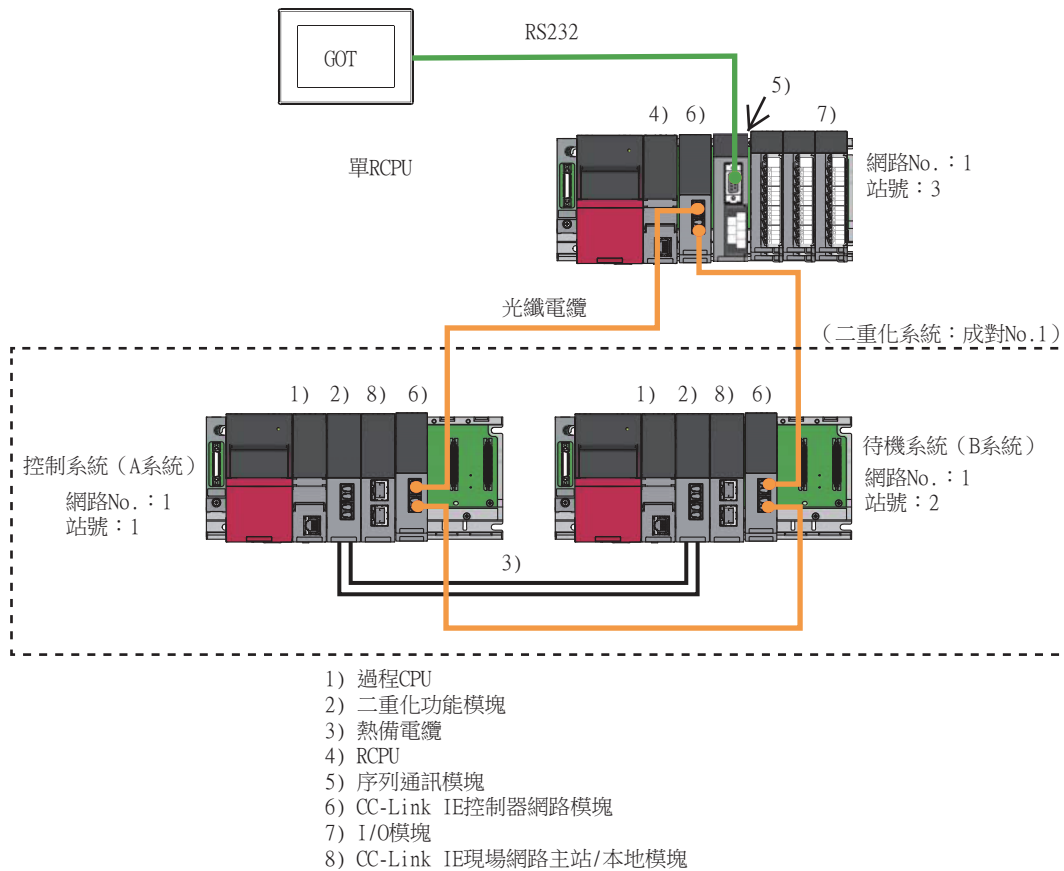 RS232
GOT
5)
4) 6) 7)
單RCPU
網路No.：1
站號：3
光纖電纜
（二重化系統：成對No.1）
1) 2) 8) 6)
1) 2) 8) 6)
控制系統（A系統）
網路No.：1
站號：1
待機系統（B系統）
網路No.：1
站號：2
3)
1) 過程CPU
2) 二重化功能模塊
3) 熱備電纜
4) RCPU
5) 序列通訊模塊
6) CC-Link IE控制器網路模塊
7) I/O模塊
8) CC-Link IE現場網路主站/本地模塊